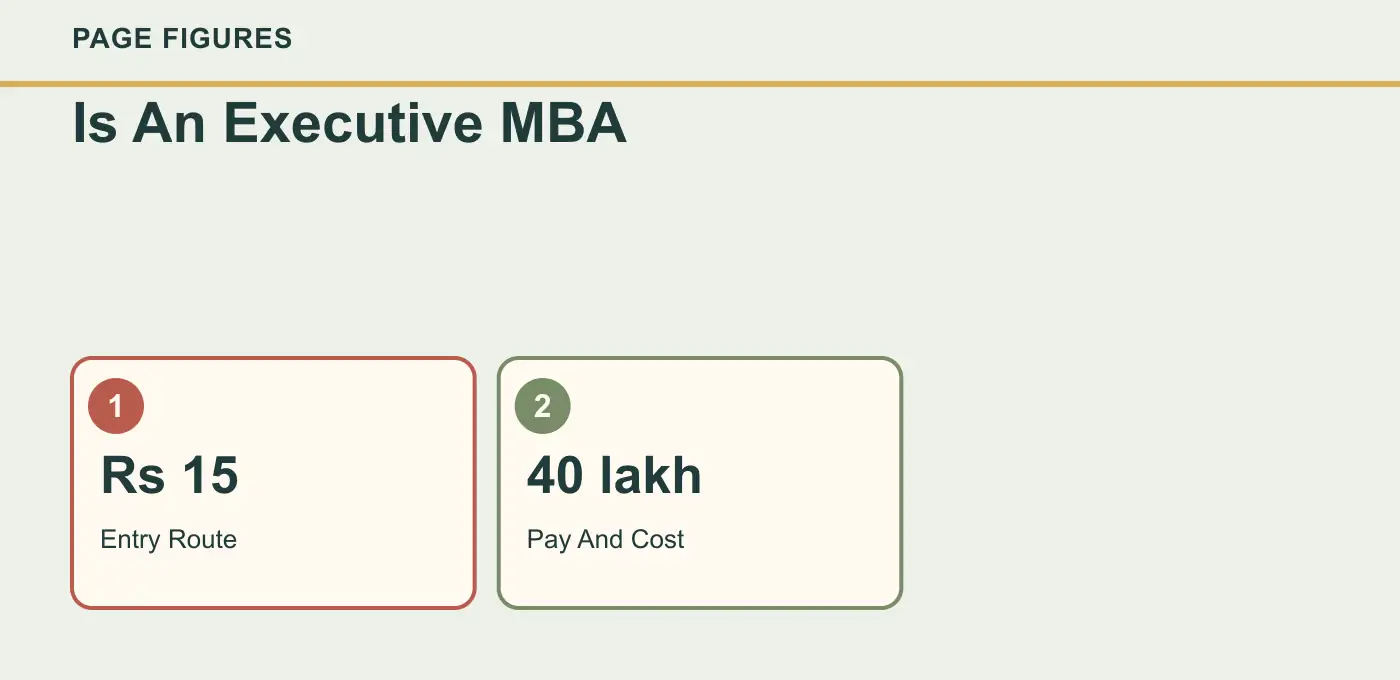 PAGE FIGURES
Is An Executive MBA
1
Rs 15
Entry Route
2
40 lakh
Pay And Cost